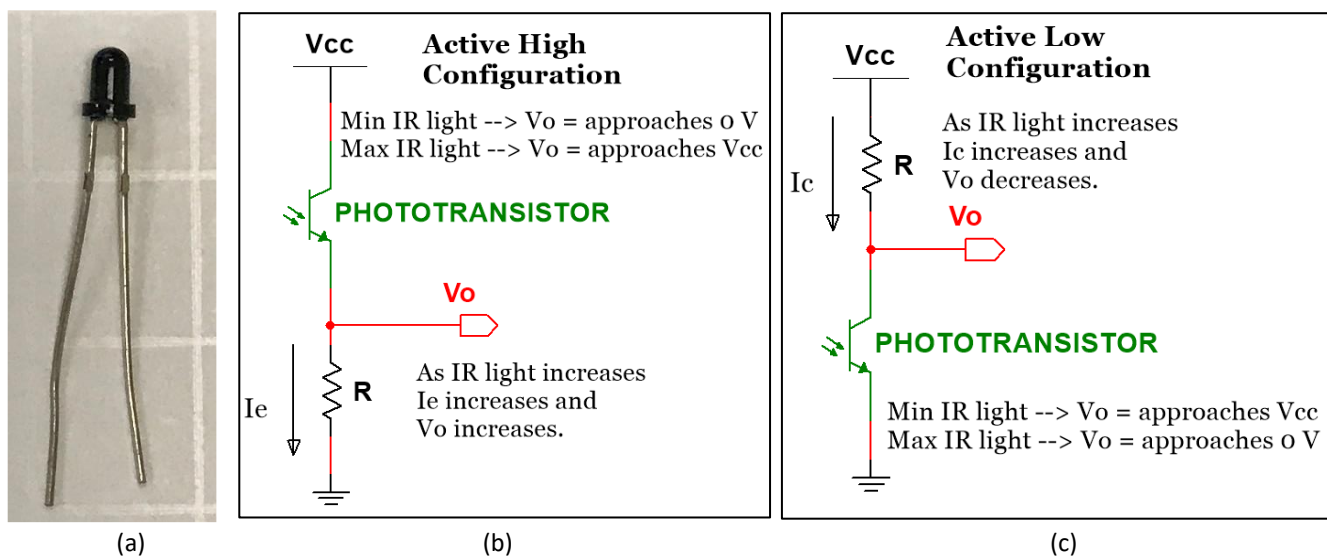 Vcc
Active High
Configuration
Min IR light --> Vo = approaches 0 V
Max IR light --> Vo = approaches Vcc
PHOTOTRANSISTOR
Vo
R
Ie
As IR light increases
Ie increases and
Vo increases.
Vcc
Active Low
Configuration
As IR light increases
Ic increases and
Vo decreases.
Ic
R
Vo
PHOTOTRANSISTOR
Min IR light --> Vo = approaches Vcc
Max IR light --> Vo = approaches 0 V
(a)
(b)
(c)